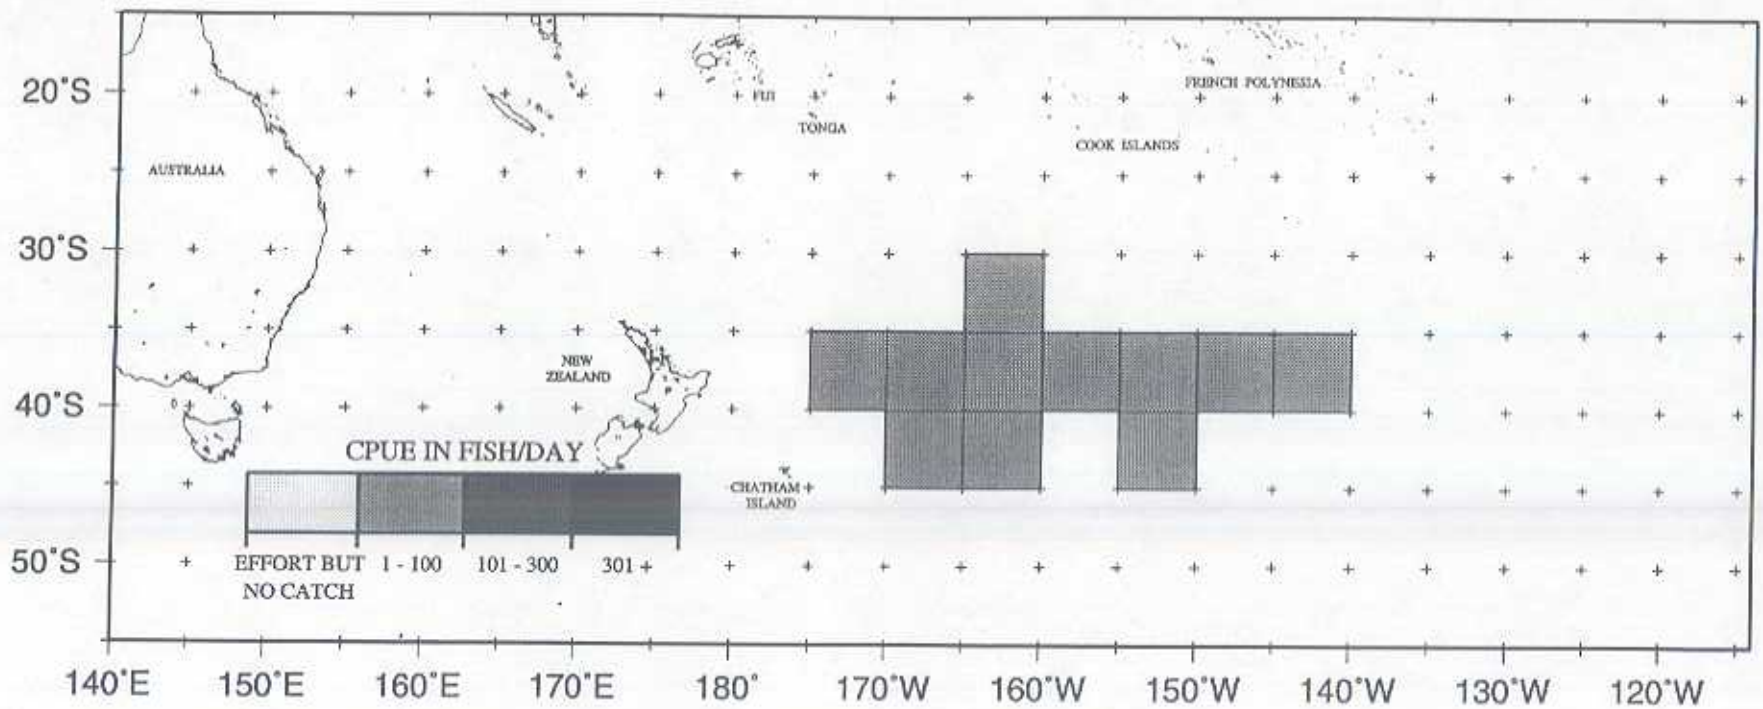 20°S
30°S
40°S
50°S
FIJI
TONGA
FRENCH POLYNESIA
COOK ISLANDS
AUSTRALIA
NEW
ZEALAND
CHATHAM
ISLAND
CPUE IN FISH/DAY
EFFORT BUT
NO CATCH
1 - 100
101 - 300
301 +
140°E
150°E
160°E
170°E
180°
170°W
160°W
150°W
140°W
130°W
120°W